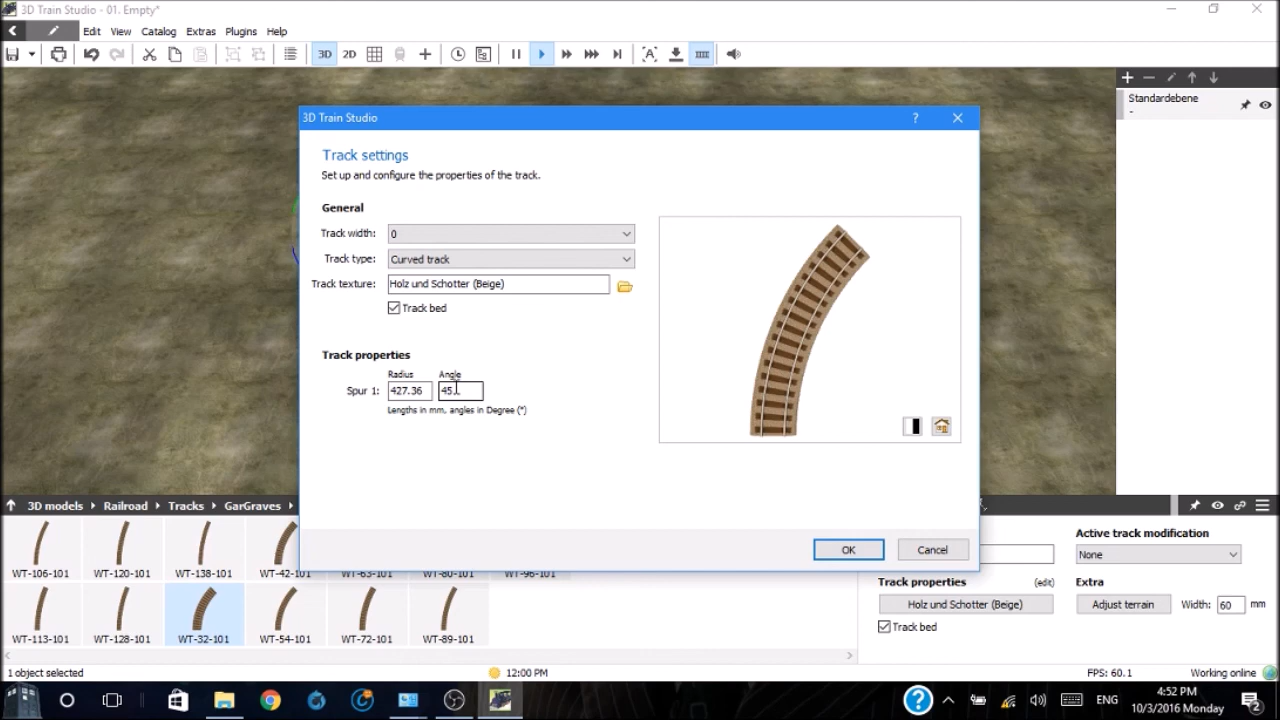 3D Train Studio - 01. Empty*
Edit View Catalog Extras Plugins Help
3D 2D
Standardebene
-
3D Train Studio
?
Track settings
Set up and configure the properties of the track.
General
Track width: 0
Track type: Curved track
Track texture: Holz und Schotter (Beige)
Track bed
Track properties
Radius Angle
Spur 1: 427.36 45.
Lengths in mm, angles in Degree (°)
OK Cancel
3D models Railroad Tracks GarGraves
WT-106-101 WT-120-101 WT-138-101 WT-42-101 WT-63-101 WT-80-101 WT-96-101
WT-113-101 WT-128-101 WT-32-101 WT-54-101 WT-72-101 WT-89-101
Active track modification
None
Track properties (edit) Extra
Holz und Schotter (Beige) Adjust terrain Width: 60 mm
Track bed
1 object selected 12:00 PM FPS: 60.1 Working online
ENG
4:52 PM
10/3/2016 Monday
2